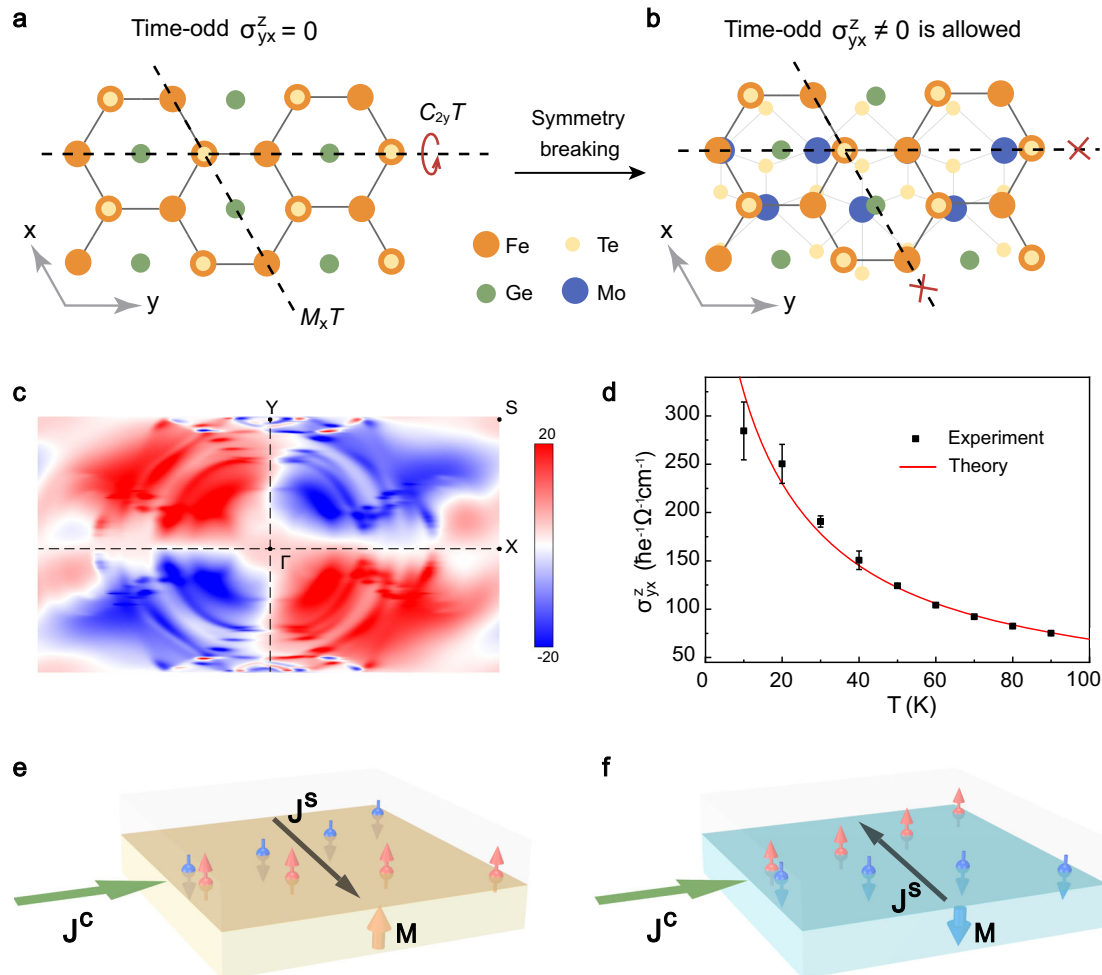 a
Time-odd σ^z_yx = 0
C₂yT
x
y
MₓT
Symmetry
breaking
Fe
Te
Ge
Mo
b
Time-odd σ^z_yx ≠ 0 is allowed
x
y
c
Y
S
Γ
X
20
-20
d
σ^z_yx (ħe⁻¹Ω⁻¹cm⁻¹)
300
250
200
150
100
50
0
20
40
60
80
100
T (K)
Experiment
Theory
e
J^S
J^C
M
f
J^S
J^C
M